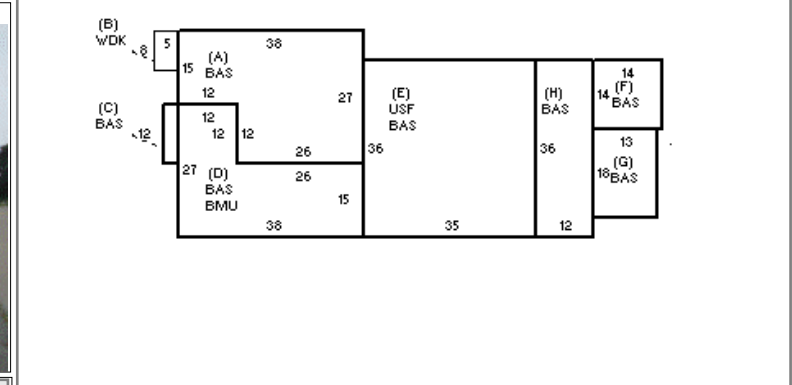 (B)
WDK
8
5
38
15
(A)
BAS
12
27
(C)
BAS
12
12
12
12
26
27
(D)
BAS
BMU
26
15
38
(E)
USF
BAS
36
35
(H)
BAS
36
12
14
14
(F)
BAS
13
18
(G)
BAS